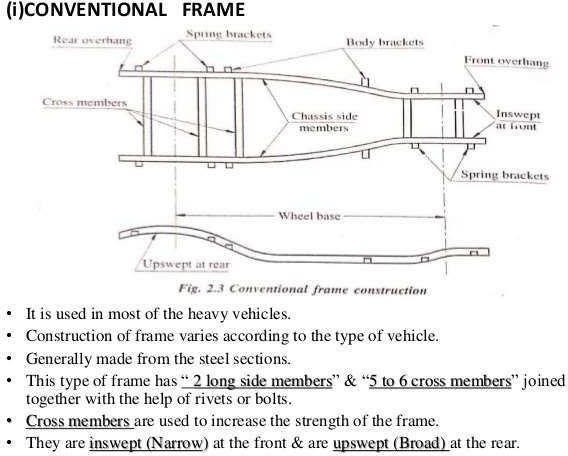 (i)CONVENTIONAL FRAME
Rear overhang
Spring brackets
Body brackets
Front overhang
Cross members
Chassis side
members
Inswept
at front
Spring brackets
Wheel base
Upswept at rear
Fig. 2.3 Conventional frame construction
• It is used in most of the heavy vehicles.
• Construction of frame varies according to the type of vehicle.
• Generally made from the steel sections.
• This type of frame has “ 2 long side members” & “5 to 6 cross members” joined
together with the help of rivets or bolts.
• Cross members are used to increase the strength of the frame.
• They are inswept (Narrow) at the front & are upswept (Broad) at the rear.